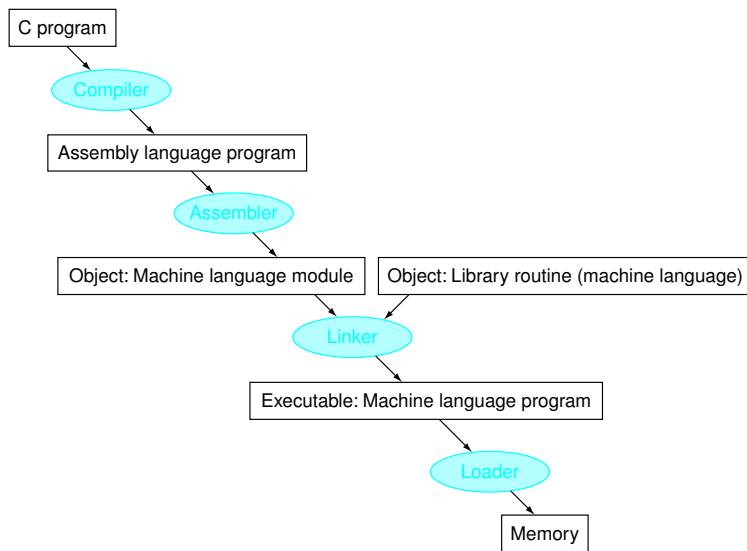 C program
Compiler
Assembly language program
Assembler
Object: Machine language module
Object: Library routine (machine language)
Linker
Executable: Machine language program
Loader
Memory